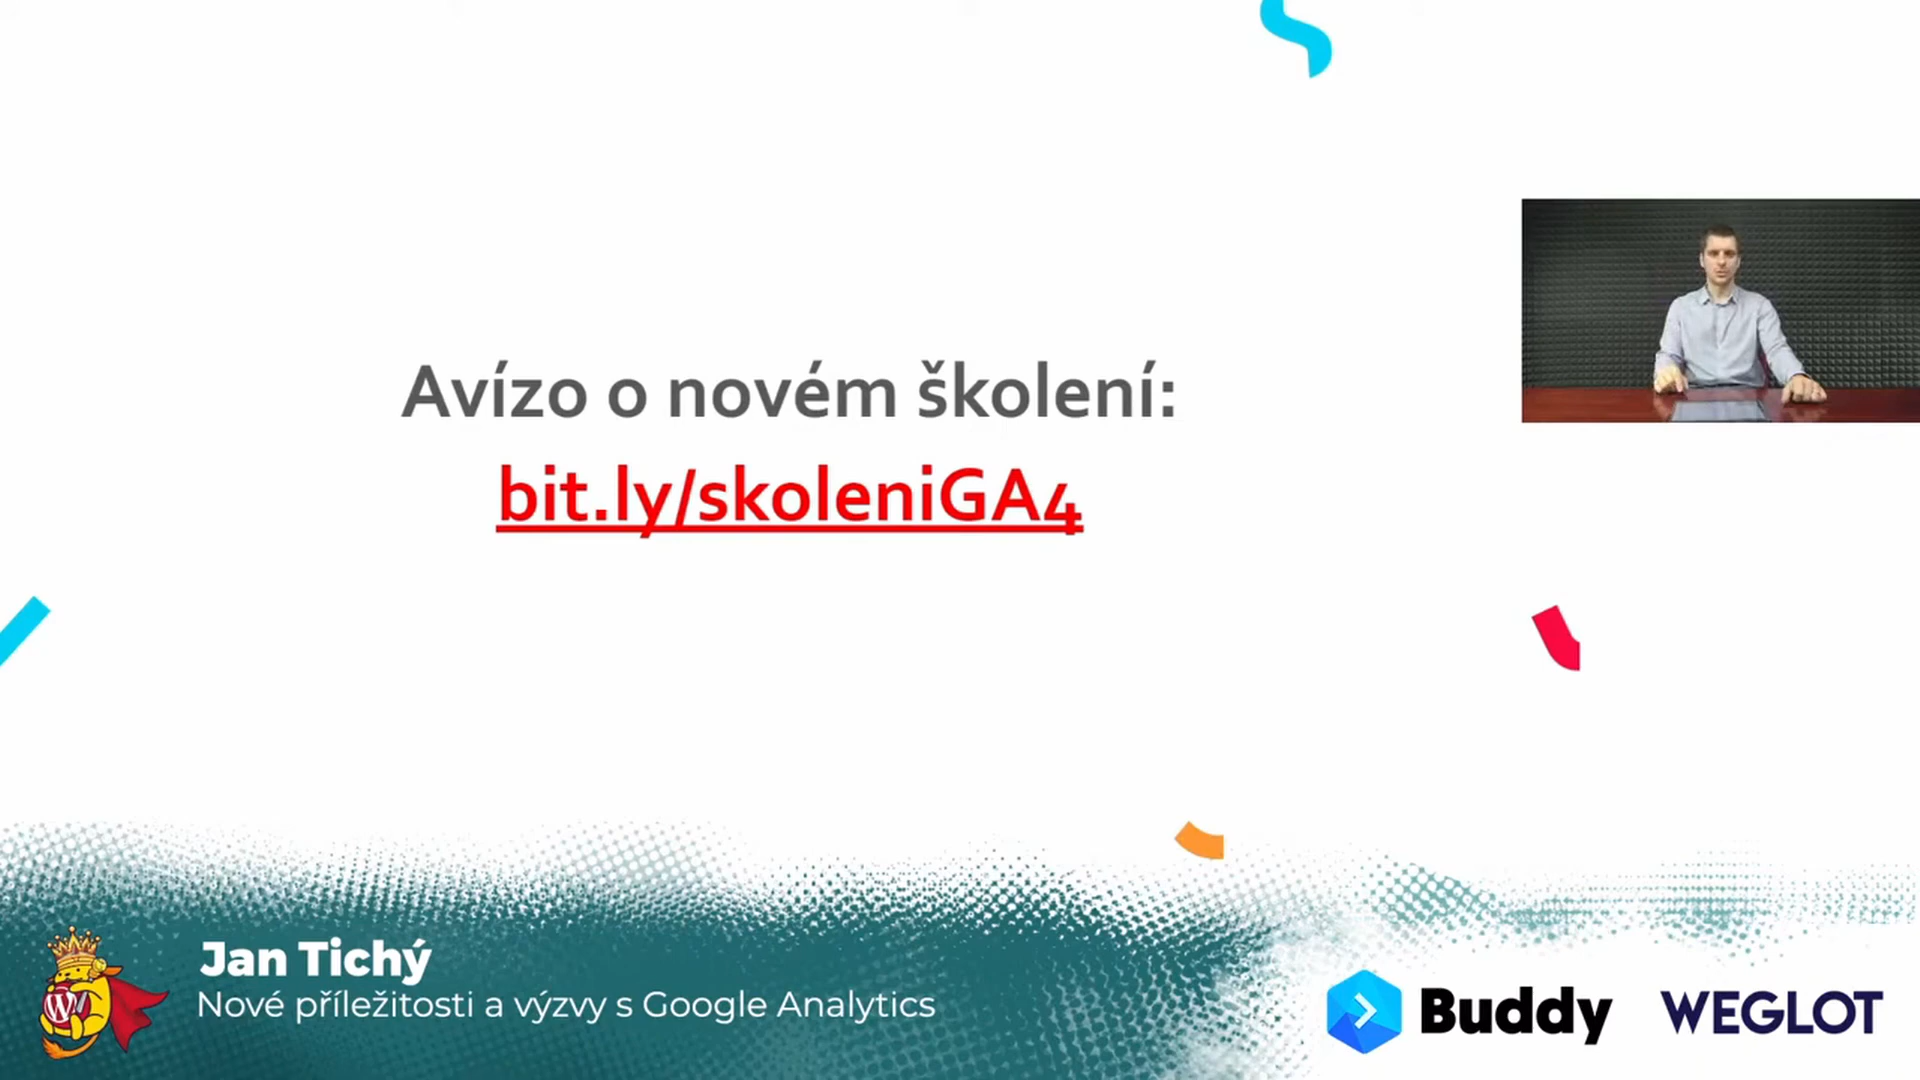 Avízo o novém školení:
bit.ly/skoleniGA4
Jan Tichý
Nové příležitosti a výzvy s Google Analytics
Buddy
WEGLOT